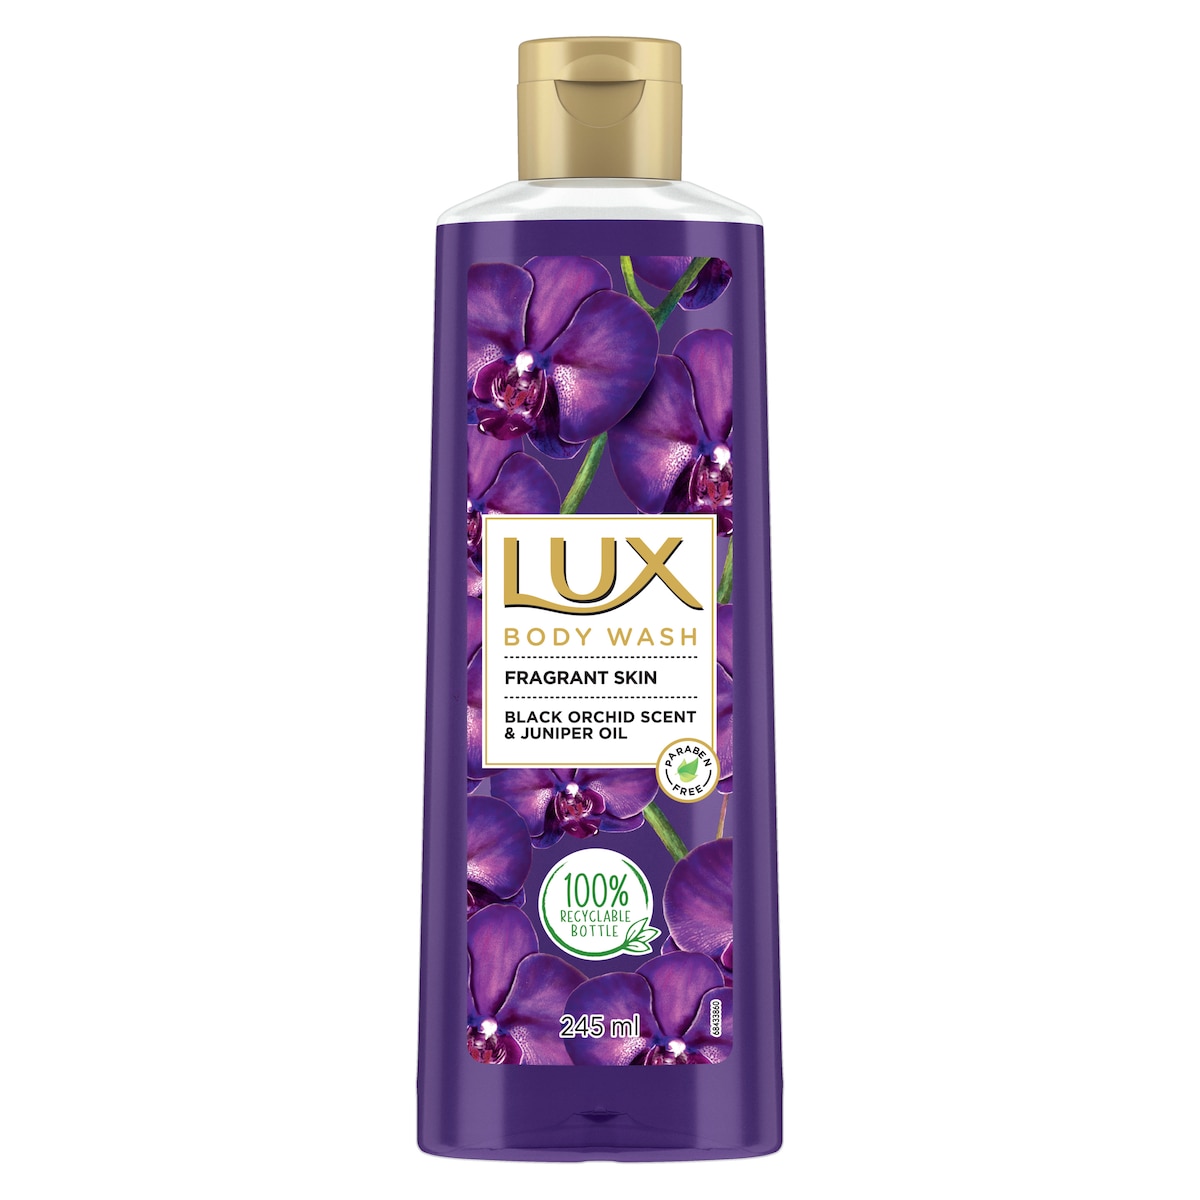 LUX
BODY WASH
FRAGRANT SKIN
BLACK ORCHID SCENT
& JUNIPER OIL
PARABEN
FREE
100%
RECYCLABLE
BOTTLE
245 ml
68433860